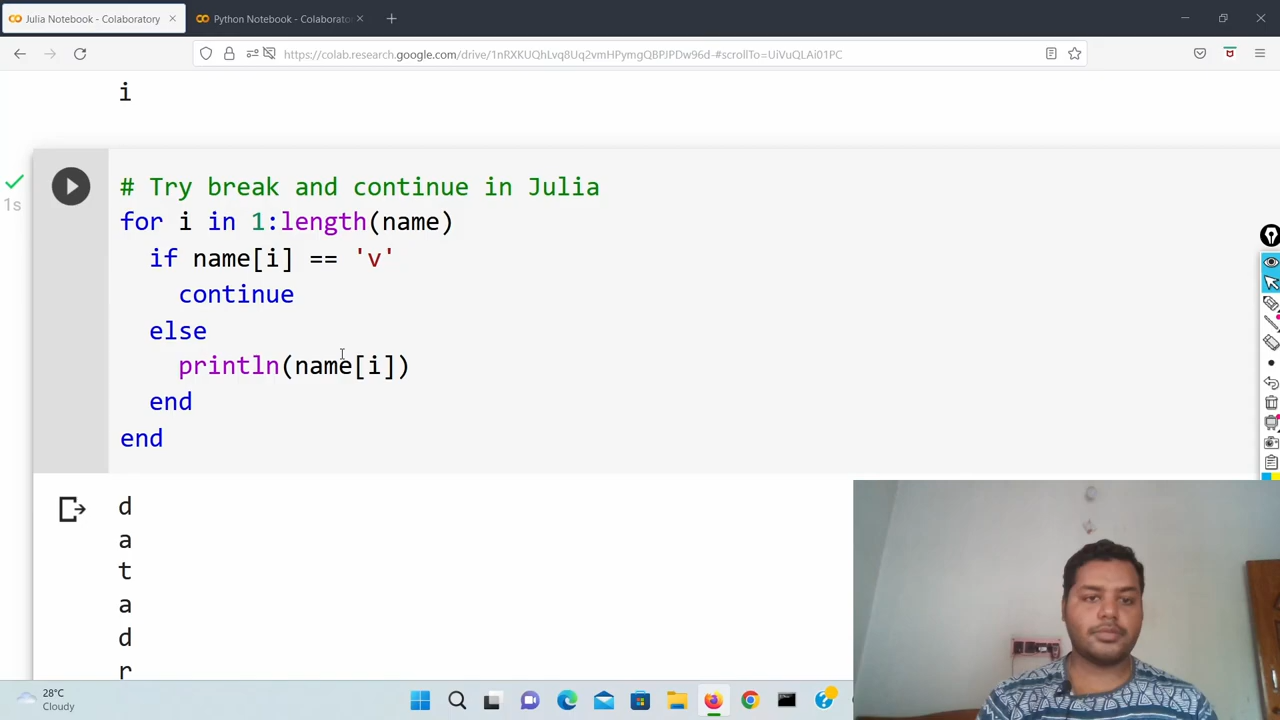 Julia Notebook - Colaboratory
Python Notebook - Colaborato
https://colab.research.google.com/drive/1nRXKUQhLvq8Uq2vmHPymgQBPJPDw96d-#scrollTo=UiVuQLAi01PC
i
1s
# Try break and continue in Julia
for i in 1:length(name)
if name[i] == 'v'
continue
else
println(name[i])
end
end
d
a
t
a
d
r
28°C
Cloudy